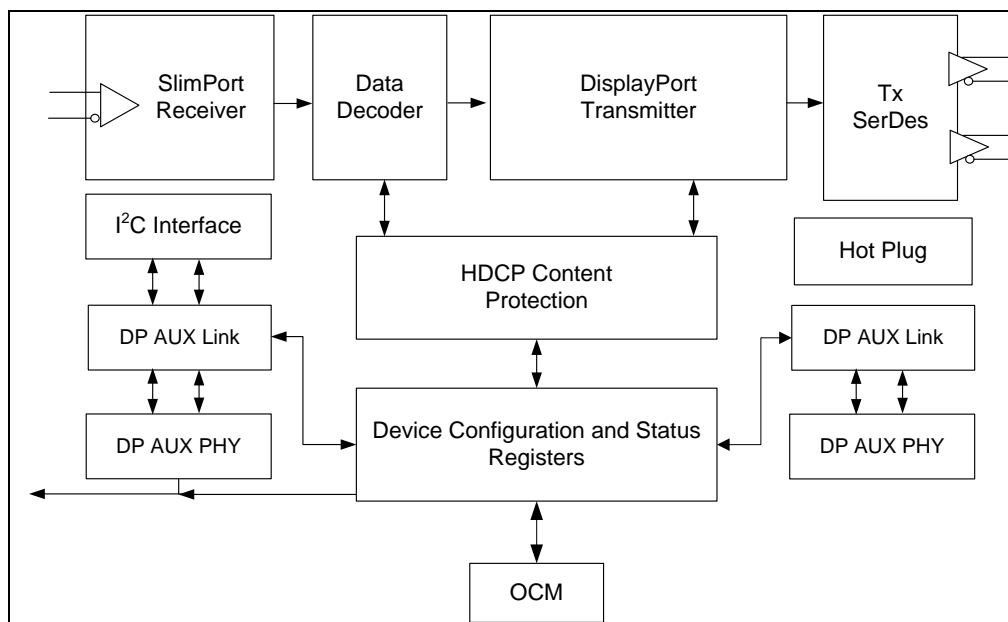 SlimPort
Receiver
Data
Decoder
DisplayPort
Transmitter
Tx
SerDes
I²C Interface
HDCP Content
Protection
Hot Plug
DP AUX Link
DP AUX Link
DP AUX PHY
Device Configuration and Status
Registers
DP AUX PHY
OCM